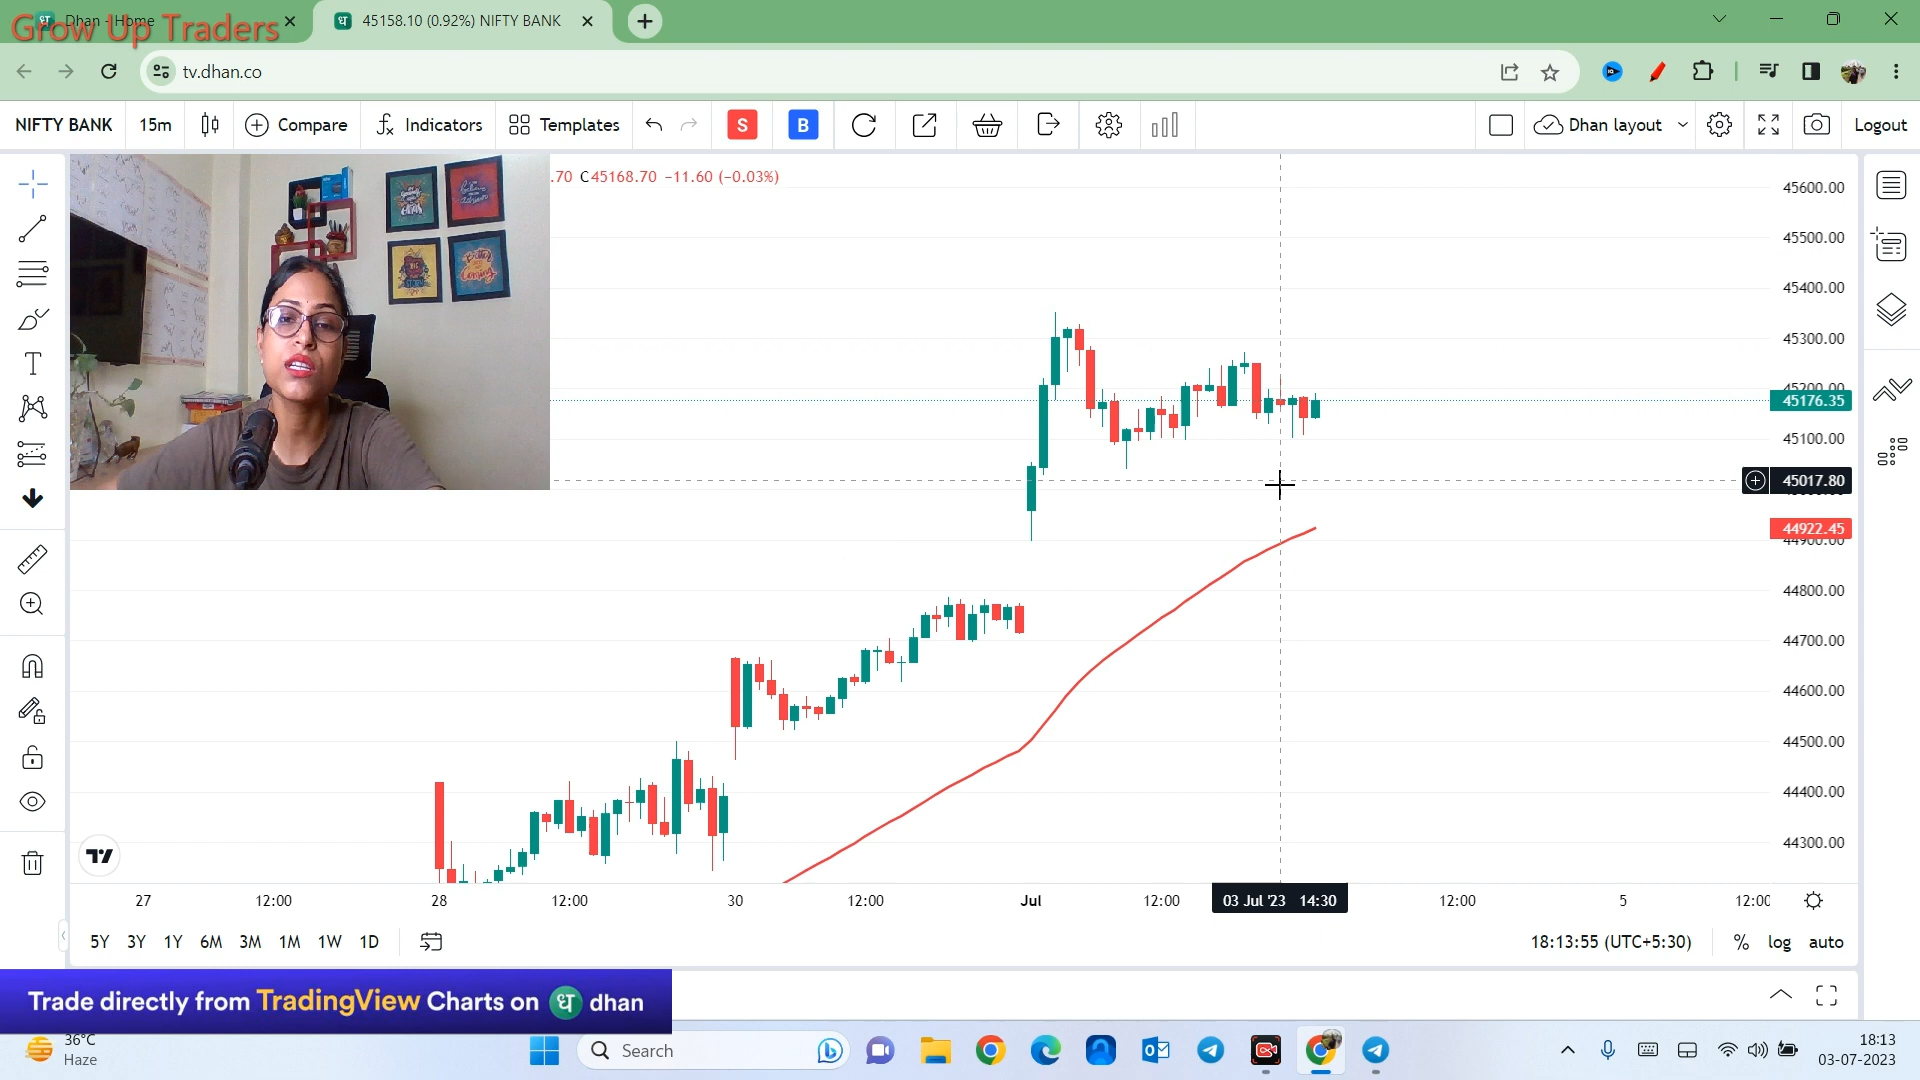 Grow Up Traders
Dhan - Home
45158.10 (0.92%) NIFTY BANK
tv.dhan.co
NIFTY BANK 15m Compare Indicators Templates S B Dhan layout Logout
.70 C45168.70 −11.60 (−0.03%)
45600.00
45500.00
45400.00
45300.00
45200.00
45176.35
45100.00
45017.80
44922.45
44900.00
44800.00
44700.00
44600.00
44500.00
44400.00
44300.00
27 12:00 28 12:00 30 12:00 Jul 12:00 03 Jul '23 14:30 12:00 5 12:00
5Y 3Y 1Y 6M 3M 1M 1W 1D 18:13:55 (UTC+5:30) % log auto
Trade directly from TradingView Charts on ध dhan
36°C
Haze
Search
18:13
03-07-2023